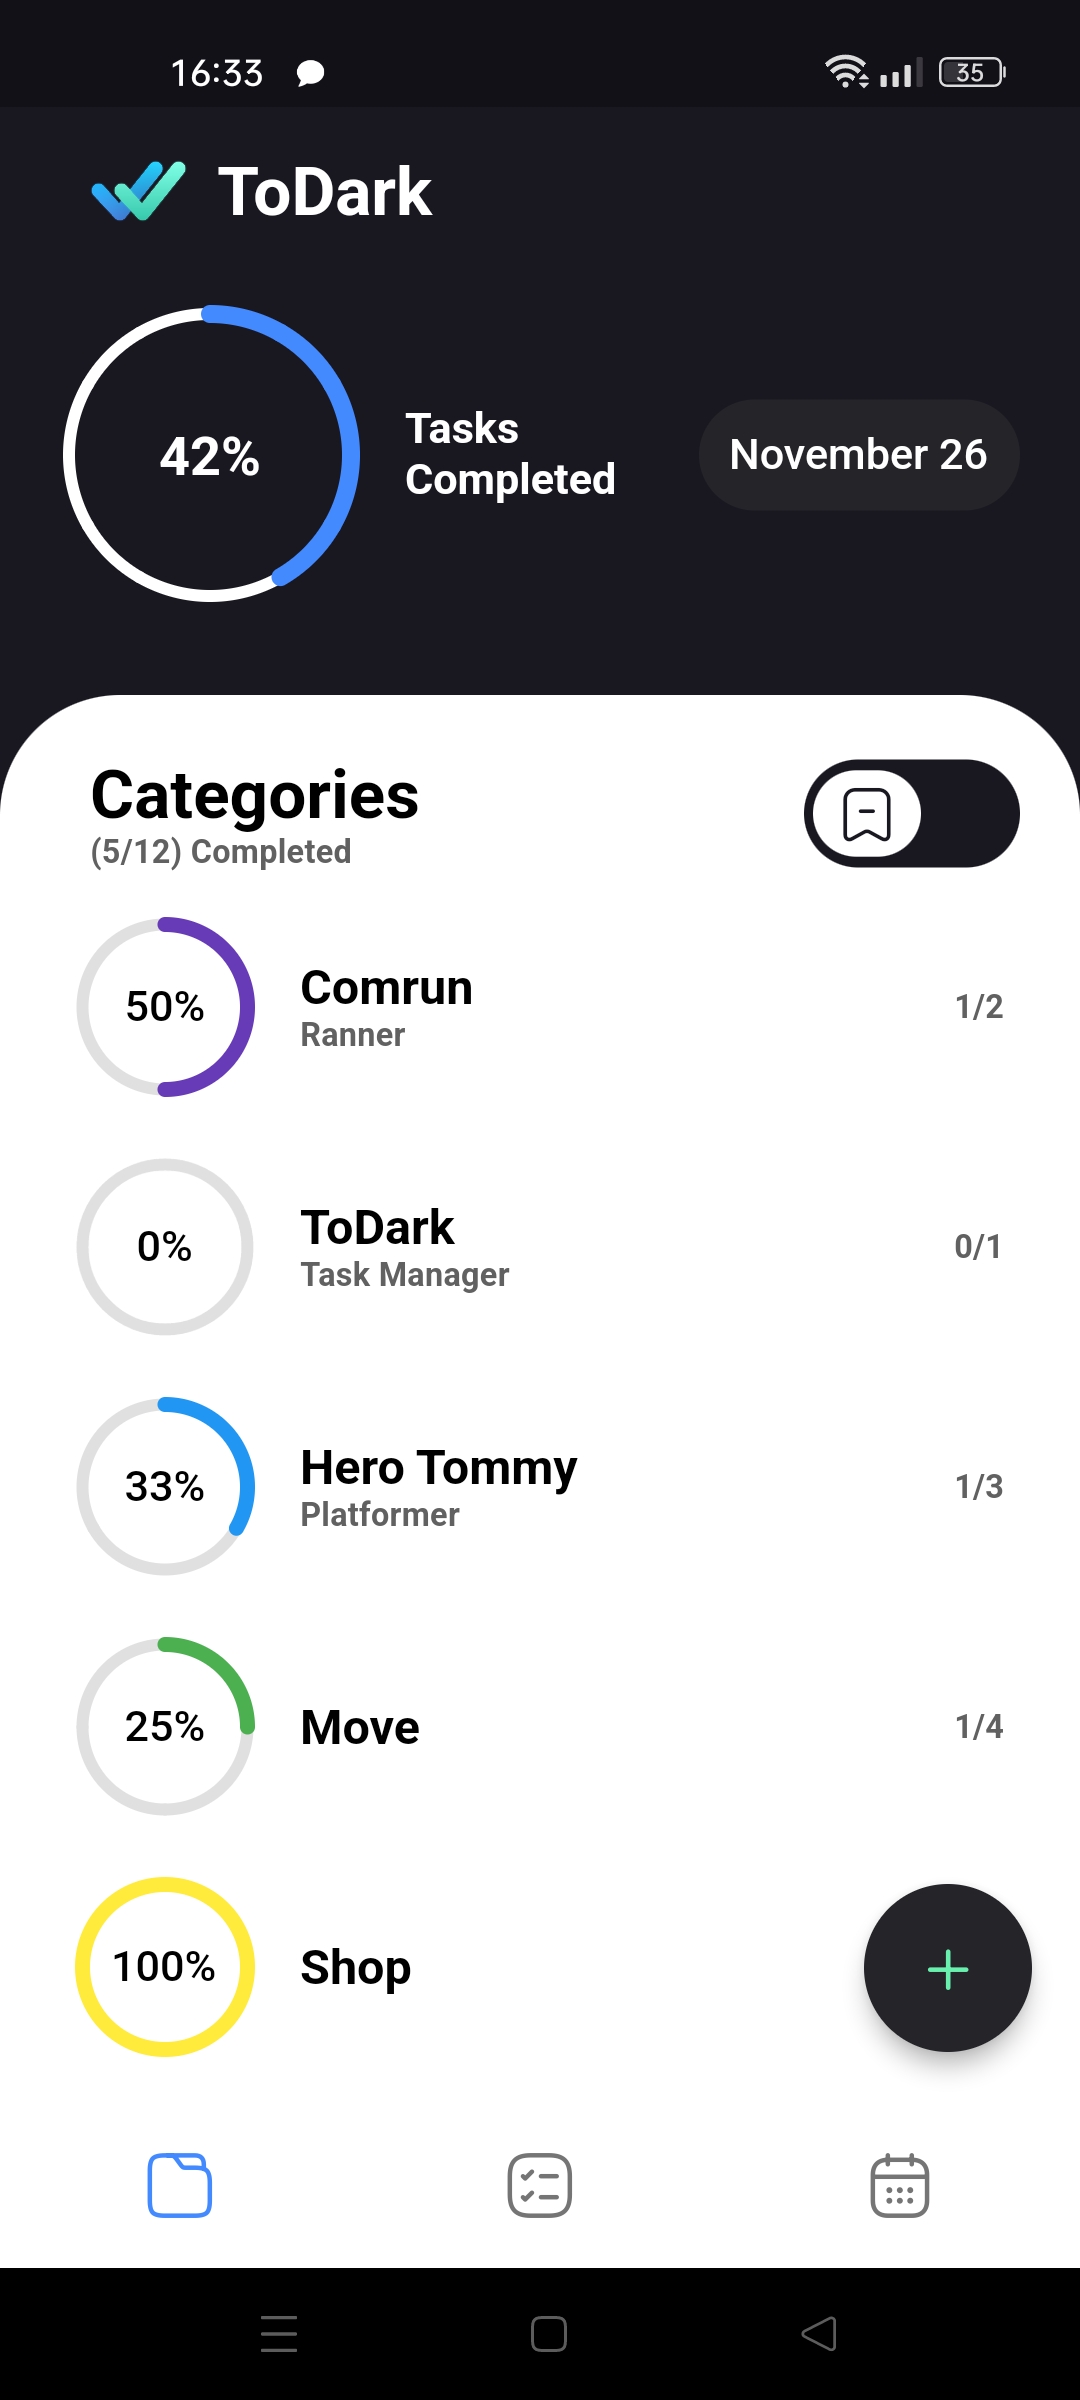 16:33
35
ToDark
42%
Tasks
Completed
November 26
Categories
(5/12) Completed
50%
Comrun
Ranner
1/2
0%
ToDark
Task Manager
0/1
33%
Hero Tommy
Platformer
1/3
25%
Move
1/4
100%
Shop